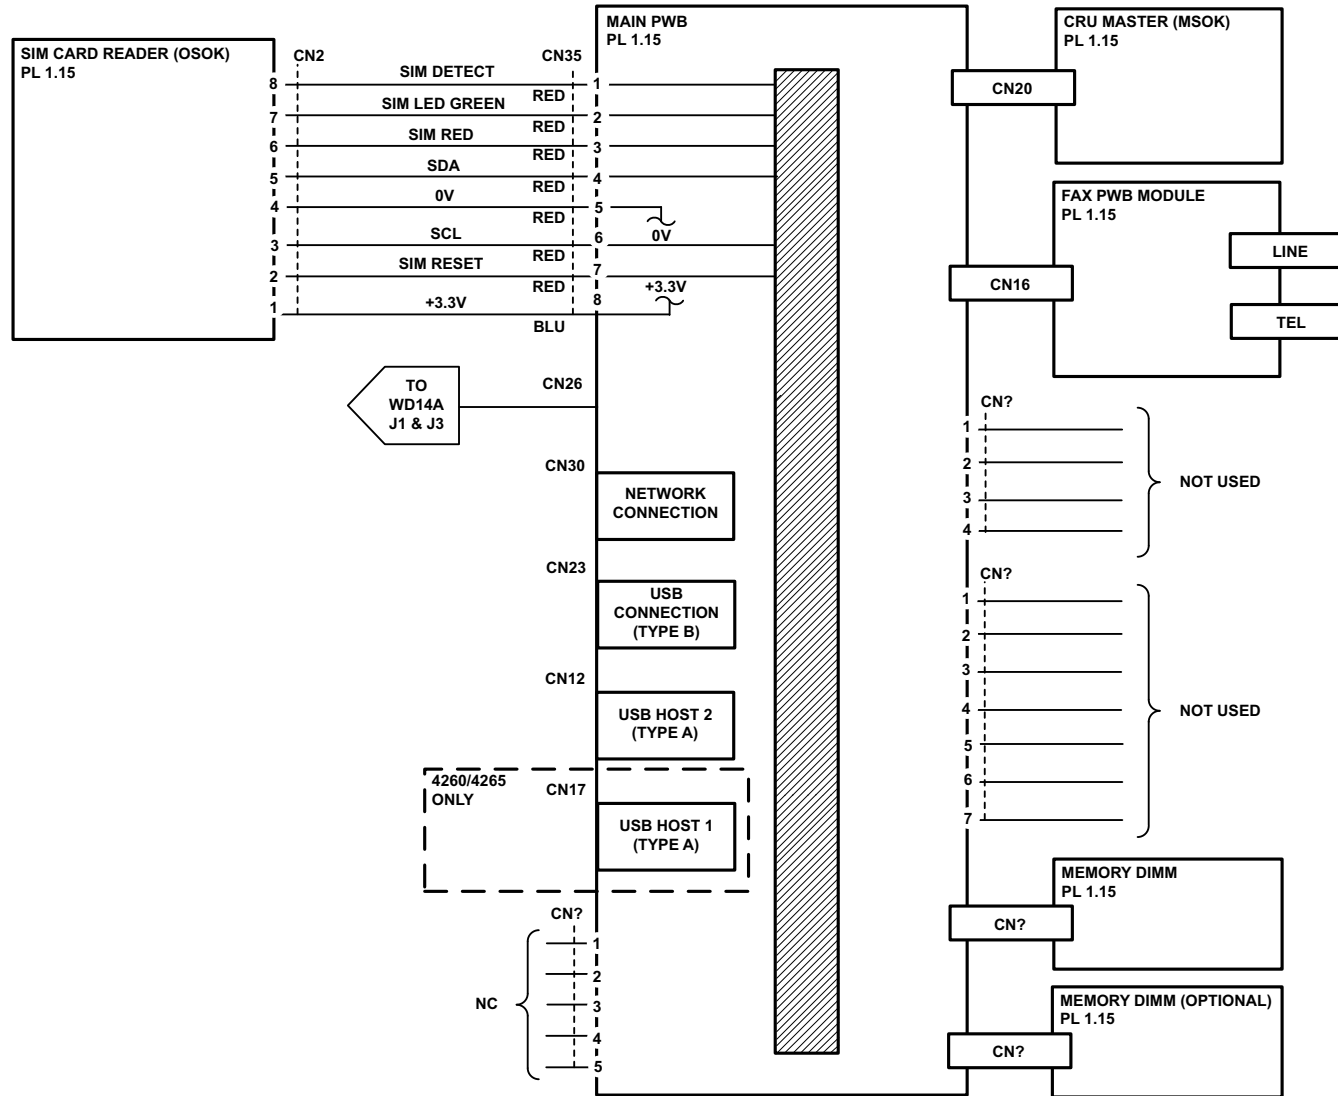 MAIN PWB
PL 1.15
CRU MASTER (MSOK)
PL 1.15
CN20
SIM CARD READER (OSOK)
PL 1.15
CN2
CN35
8
SIM DETECT
RED
1
7
SIM LED GREEN
RED
2
6
SIM RED
RED
3
5
SDA
RED
4
4
0V
RED
5
0V
3
SCL
RED
6
2
SIM RESET
RED
7
1
+3.3V
BLU
8
+3.3V
FAX PWB MODULE
PL 1.15
LINE
CN16
TEL
TO
WD14A
J1 & J3
CN26
CN30
NETWORK
CONNECTION
CN23
USB
CONNECTION
(TYPE B)
CN12
USB HOST 2
(TYPE A)
4260/4265
ONLY
CN17
USB HOST 1
(TYPE A)
CN?
1
2
3
4
5
NC
CN?
1
2
3
4
NOT USED
CN?
1
2
3
4
5
6
7
NOT USED
MEMORY DIMM
PL 1.15
CN?
MEMORY DIMM (OPTIONAL)
PL 1.15
CN?